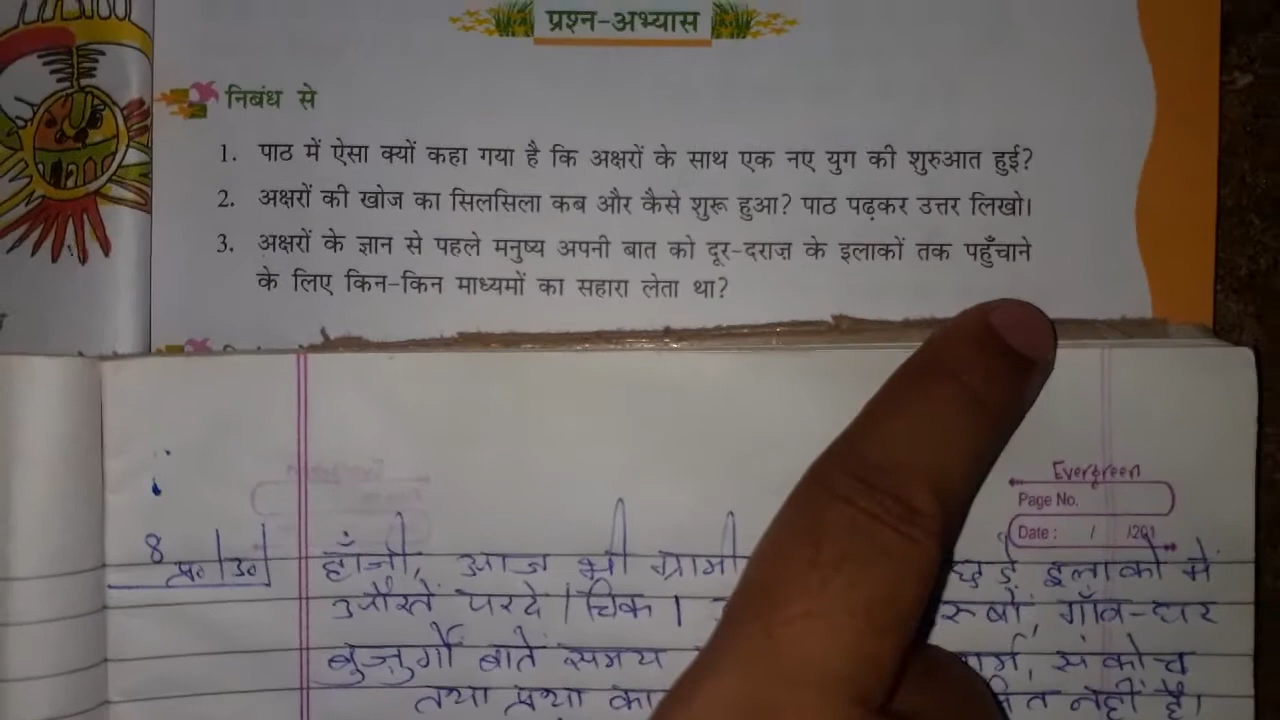 प्रश्न-अभ्यास
निबंध से
1. पाठ में ऐसा क्यों कहा गया है कि अक्षरों के साथ एक नए युग की शुरुआत हुई?
2. अक्षरों की खोज का सिलसिला कब और कैसे शुरू हुआ? पाठ पढ़कर उत्तर लिखो।
3. अक्षरों के ज्ञान से पहले मनुष्य अपनी बात को दूर-दराज़ के इलाकों तक पहुँचाने
के लिए किन-किन माध्यमों का सहारा लेता था?
Evergreen
Page No.
Date : / /201
8 प्र०|उ०| हाँजी, आज भी ग्रामी इलाकों में
औरतें परदे | चिक | गाँव-घार
बुज़ुर्गों बाते समय संकोच
तथा प्रथा का नहीं है।